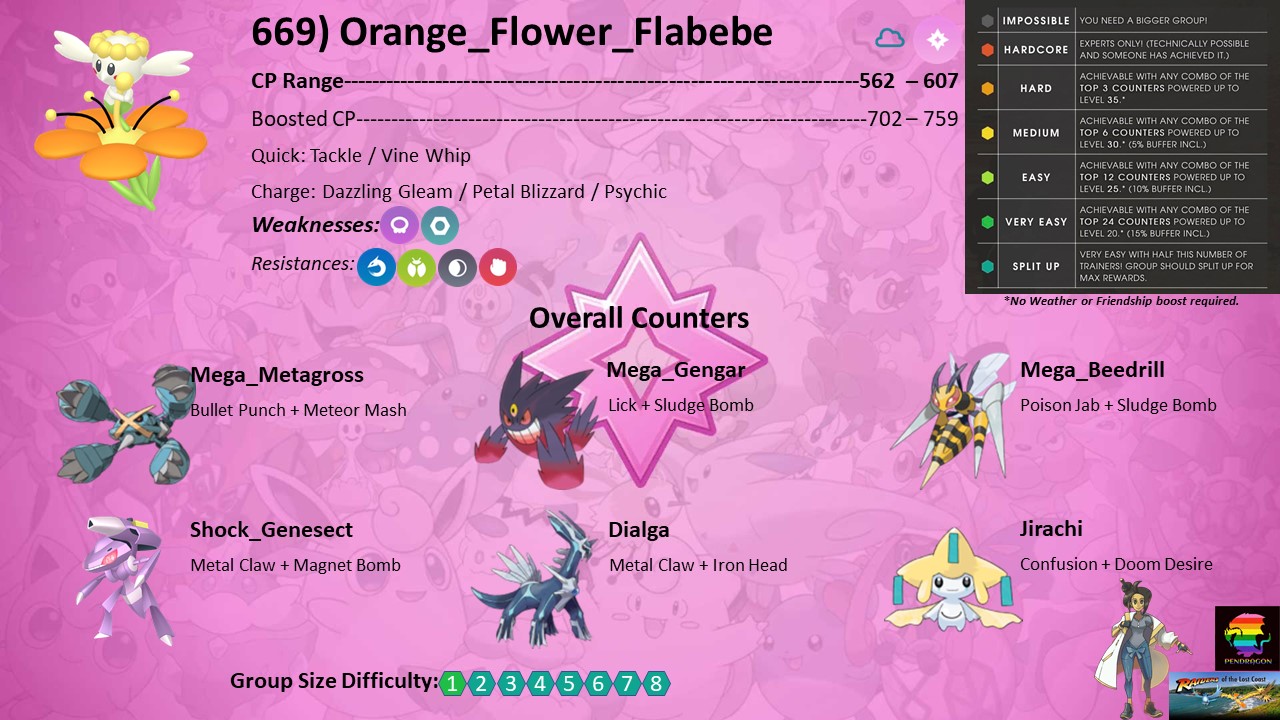 669) Orange_Flower_Flabebe
CP Range---562 – 607
Boosted CP---702 – 759
Quick: Tackle / Vine Whip
Charge: Dazzling Gleam / Petal Blizzard / Psychic
Weaknesses:
Resistances:
IMPOSSIBLE YOU NEED A BIGGER GROUP!
HARDCORE EXPERTS ONLY! (TECHNICALLY POSSIBLE
AND SOMEONE HAS ACHIEVED IT.)
HARD ACHIEVABLE WITH ANY COMBO OF THE
TOP 3 COUNTERS POWERED UP TO
LEVEL 35.*
MEDIUM ACHIEVABLE WITH ANY COMBO OF THE
TOP 6 COUNTERS POWERED UP TO
LEVEL 30.* (5% BUFFER INCL.)
EASY ACHIEVABLE WITH ANY COMBO OF THE
TOP 12 COUNTERS POWERED UP TO
LEVEL 25.* (10% BUFFER INCL.)
VERY EASY ACHIEVABLE WITH ANY COMBO OF THE
TOP 24 COUNTERS POWERED UP TO
LEVEL 20.* (15% BUFFER INCL.)
SPLIT UP VERY EASY WITH HALF THIS NUMBER OF
TRAINERS! GROUP SHOULD SPLIT UP FOR
MAX REWARDS.
*No Weather or Friendship boost required.
Overall Counters
Mega_Metagross
Bullet Punch + Meteor Mash
Mega_Gengar
Lick + Sludge Bomb
Mega_Beedrill
Poison Jab + Sludge Bomb
Shock_Genesect
Metal Claw + Magnet Bomb
Dialga
Metal Claw + Iron Head
Jirachi
Confusion + Doom Desire
Group Size Difficulty: 1 2 3 4 5 6 7 8
PENDRAGON
RAIDERS of the Lost Coast